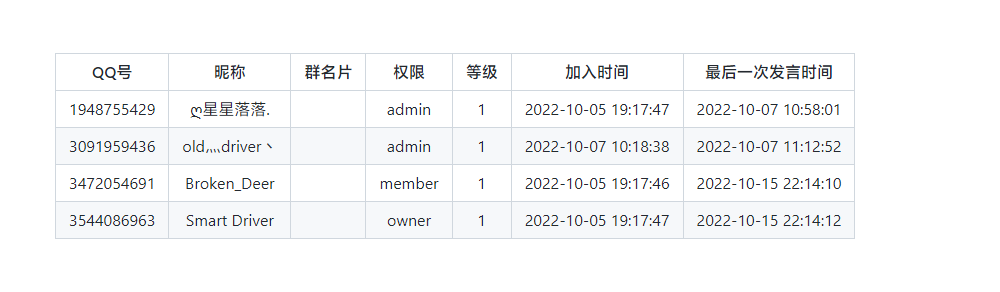 QQ号 昵称 群名片 权限 等级 加入时间 最后一次发言时间
1948755429 ღ星星落落. admin 1 2022-10-05 19:17:47 2022-10-07 10:58:01
3091959436 old灬driver丶 admin 1 2022-10-07 10:18:38 2022-10-07 11:12:52
3472054691 Broken_Deer member 1 2022-10-05 19:17:46 2022-10-15 22:14:10
3544086963 Smart Driver owner 1 2022-10-05 19:17:47 2022-10-15 22:14:12